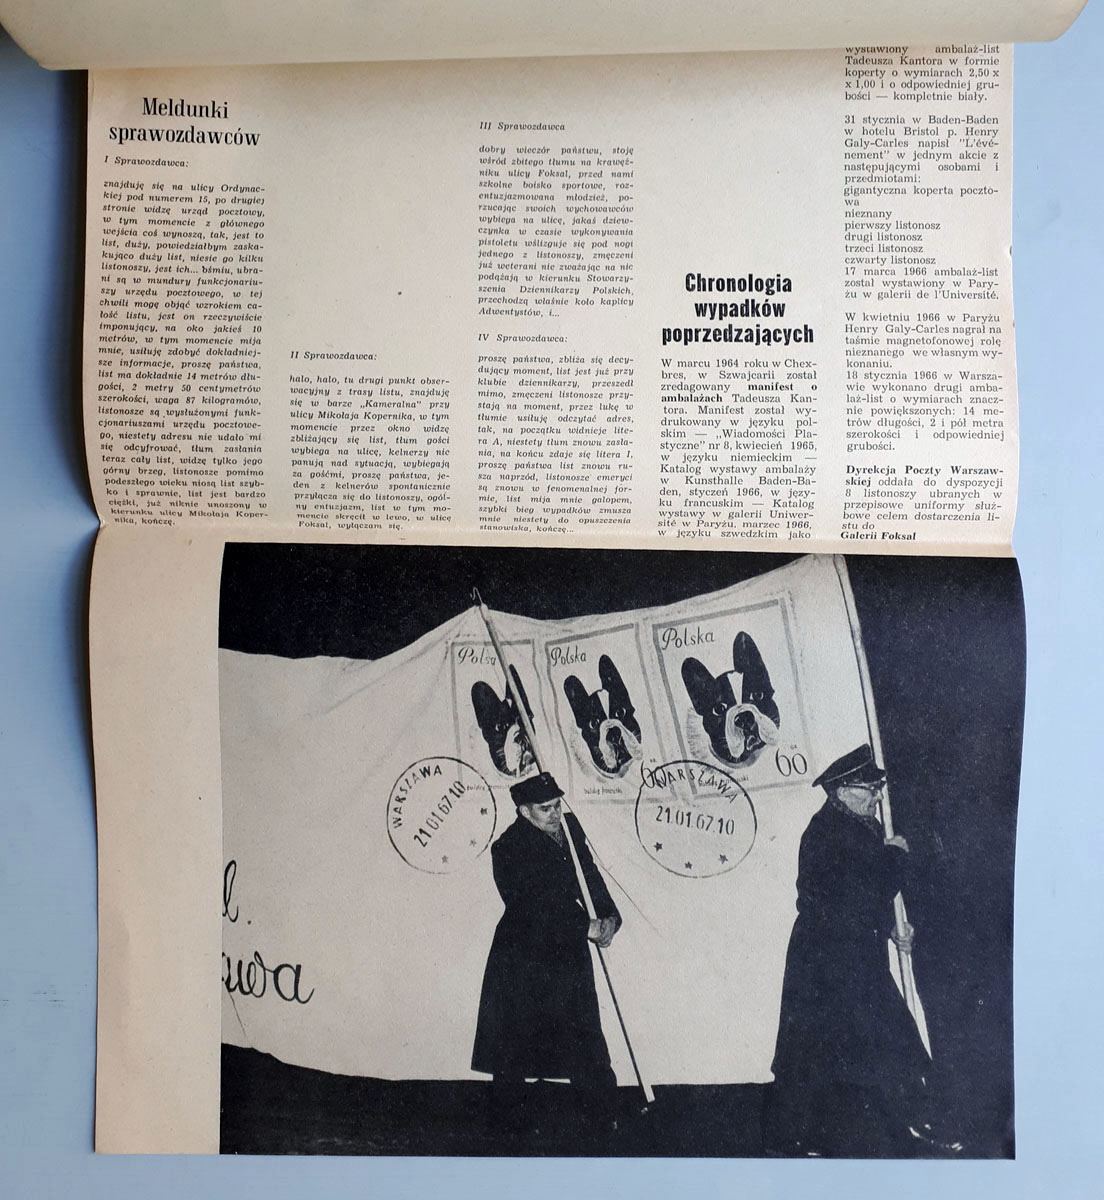 Meldunki
sprawozdawców
I Sprawozdawca:
znajduję się na ulicy Ordynac-
kiej pod numerem 15, po drugiej
stronie widzę urząd pocztowy,
w tym momencie z głównego
wejścia coś wynoszą, tak, jest to
list, duży, powiedziałbym zaska-
kująco duży list, niesie go kilku
listonoszy, jest ich... ośmiu, ubra-
ni są w mundury funkcjonariu-
szy urzędu pocztowego, w tej
chwili mogę objąć wzrokiem ca-
łość listu, jest on rzeczywiście
imponujący, na oko jakieś 10
metrów, w tym momencie mija
mnie, usiłuję zdobyć dokładniej-
sze informacje, proszę państwa,
list ma dokładnie 14 metrów dłu-
gości, 2 metry 50 centymetrów
szerokości, waga 87 kilogramów,
listonosze są wysłużonymi funk-
cjonariuszami urzędu pocztowe-
go, niestety adresu nie udało mi
się odcyfrować, tłum zasłania
teraz cały list, widzę tylko jego
górny brzeg, listonosze pomimo
podeszłego wieku niosą list szyb-
ko i sprawnie, list jest bardzo
ciężki, już niknie unoszony w
kierunku ulicy Mikołaja Koper-
nika, kończę.
II Sprawozdawca:
halo, halo, tu drugi punkt obser-
wacyjny z trasy listu, znajduję
się w barze „Kameralna” przy
ulicy Mikołaja Kopernika, w tym
momencie przez okno widzę
zbliżający się list, tłum gości
wybiega na ulicę, kelnerzy nie
panują nad sytuacją, wybiegają
za gośćmi, proszę państwa, je-
den z kelnerów spontanicznie
przyłącza się do listonoszy, ogól-
ny entuzjazm, list w tym mo-
mencie skręcił w lewo, w ulicę
Foksal, wyłączam się.
III Sprawozdawca
dobry wieczór państwu, stoję
wśród zbitego tłumu na krawęż-
niku ulicy Foksal, przed nami
szkolne boisko sportowe, roz-
entuzjazmowana młodzież, po-
rzucając swoich wychowawców
wybiega na ulicę, jakaś dziew-
czynka w czasie wykonywania
pistoletu wślizguje się pod nogi
jednego z listonoszy, zmęczeni
już weterani nie zważając na nic
podążają w kierunku Stowarzy-
szenia Dziennikarzy Polskich,
przechodzą właśnie koło kaplicy
Adwentystów, i...
IV Sprawozdawca:
proszę państwa, zbliża się decy-
dujący moment, list jest już przy
klubie dziennikarzy, przeszedł
mimo, zmęczeni listonosze przy-
stają na moment, przez lukę w
tłumie usiłuję odczytać adres,
tak, na początku widnieje lite-
ra A, niestety tłum znowu zasła-
nia, na końcu zdaje się litera I,
proszę państwa list znowu ru-
sza naprzód, listonosze emeryci
są znowu w fenomenalnej for-
mie, list mija mnie galopem,
szybki bieg wypadków zmusza
mnie niestety do opuszczenia
stanowiska, kończę...
Chronologia
wypadków
poprzedzających
W marcu 1964 roku w Chex-
bres, w Szwajcarii został
zredagowany manifest o
ambalażach Tadeusza Kan-
tora. Manifest został wy-
drukowany w języku pol-
skim — „Wiadomości Pla-
styczne” nr 8, kwiecień 1965,
w języku niemieckim —
Katalog wystawy ambalaży
w Kunsthalle Baden-Ba-
den, styczeń 1966, w języ-
ku francuskim — Katalog
wystawy w galerii Uniwer-
sité w Paryżu, marzec 1966,
w języku szwedzkim jako
wystawiony ambalaż-list
Tadeusza Kantora w formie
koperty o wymiarach 2,50 x
x 1,00 i o odpowiedniej gru-
bości — kompletnie biały.
31 stycznia w Baden-Baden
w hotelu Bristol p. Henry
Galy-Carles napisł "L'évé-
nement" w jednym akcie z
następującymi osobami i
przedmiotami:
gigantyczna koperta poczto-
wa
nieznany
pierwszy listonosz
drugi listonosz
trzeci listonosz
czwarty listonosz
17 marca 1966 ambalaż-list
został wystawiony w Pary-
żu w galerii de l'Université.
W kwietniu 1966 w Paryżu
Henry Galy-Carles nagrał na
taśmie magnetofonowej rolę
nieznanego we własnym wy-
konaniu.
18 stycznia 1966 w Warsza-
wie wykonano drugi amba-
laż-list o wymiarach znacz-
nie powiększonych: 14 me-
trów długości, 2 i pół metra
szerokości i odpowiedniej
grubości.
Dyrekcja Poczty Warszaw-
skiej oddała do dyspozycji
8 listonoszy ubranych w
przepisowe uniformy służ-
bowe celem dostarczenia li-
stu do
Galerii Foksal
Polska
Polska
Polska
60
WARSZAWA
21.01.67.10
WARSZAWA
21.01.67.10
l.
awa